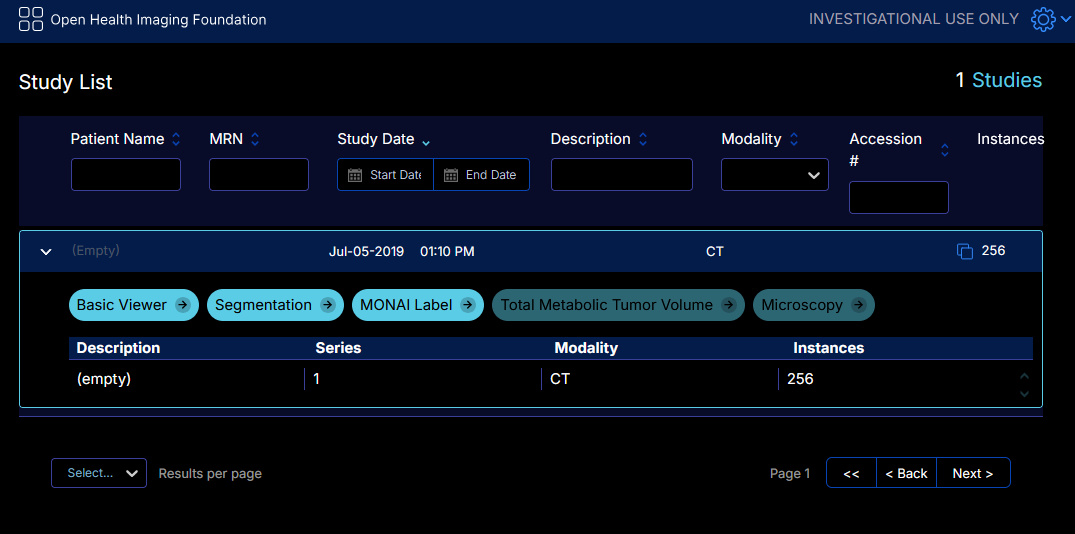 Open Health Imaging Foundation INVESTIGATIONAL USE ONLY
Study List 1 Studies
Patient Name MRN Study Date Description Modality Accession # Instances
Start Date End Date
(Empty) Jul-05-2019 01:10 PM CT 256
Basic Viewer Segmentation MONAI Label Total Metabolic Tumor Volume Microscopy
Description Series Modality Instances
(empty) 1 CT 256
Select... Results per page Page 1 << < Back Next >